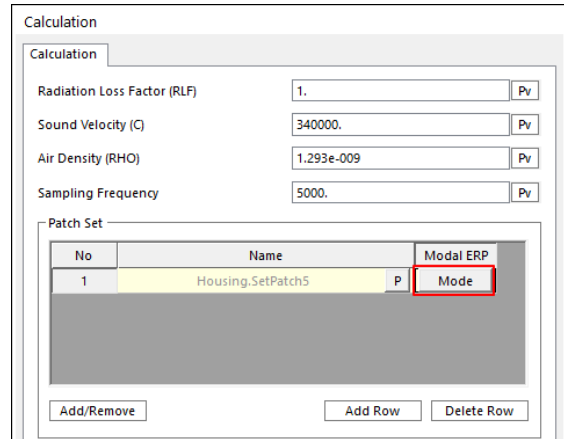 Calculation
Calculation
Radiation Loss Factor (RLF) 1. Pv
Sound Velocity (C) 340000. Pv
Air Density (RHO) 1.293e-009 Pv
Sampling Frequency 5000. Pv
Patch Set
No Name Modal ERP
1 Housing.SetPatch5 P Mode
Add/Remove Add Row Delete Row